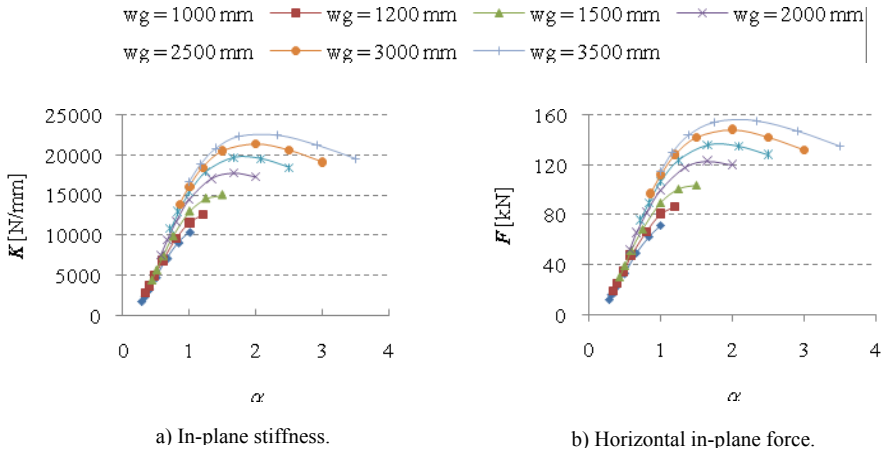 wg = 1000 mm wg = 1200 mm wg = 1500 mm wg = 2000 mm
wg = 2500 mm wg = 3000 mm wg = 3500 mm
K [N/mm]
25000
20000
15000
10000
5000
0
0 1 2 3 4
α
a) In-plane stiffness.
F [kN]
160
120
80
40
0
0 1 2 3 4
α
b) Horizontal in-plane force.